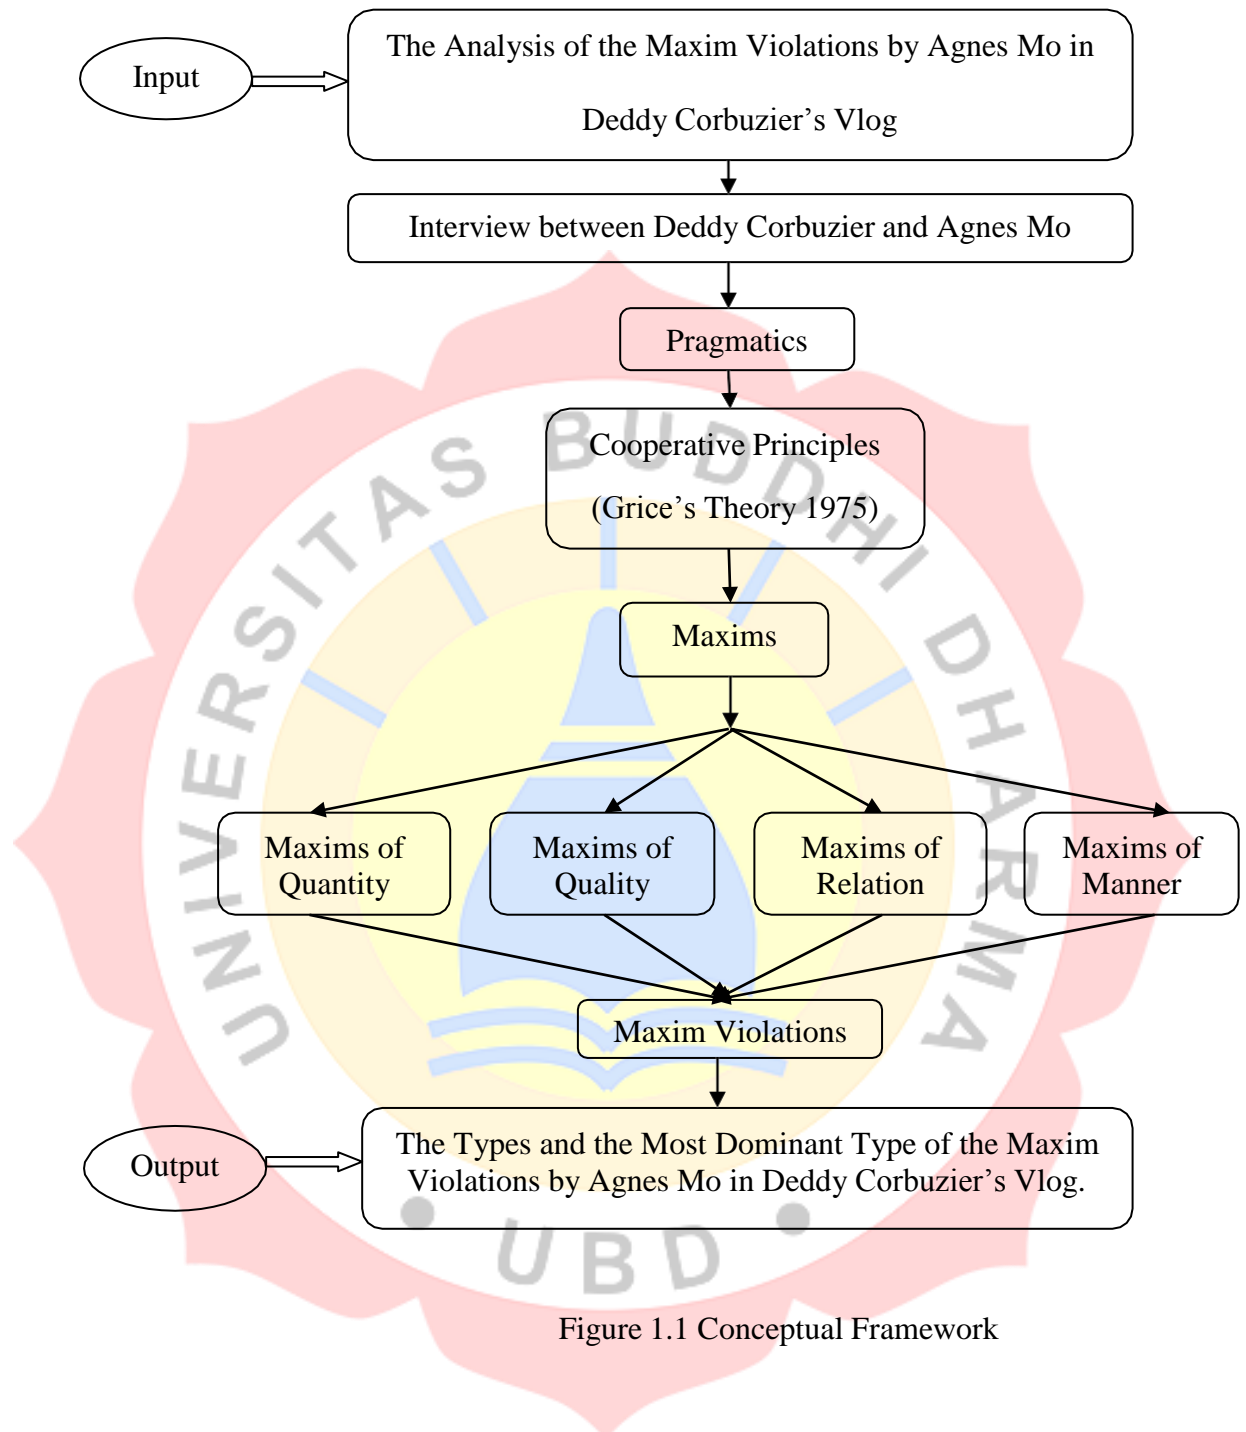 Input
The Analysis of the Maxim Violations by Agnes Mo in
Deddy Corbuzier’s Vlog
Interview between Deddy Corbuzier and Agnes Mo
Pragmatics
Cooperative Principles
(Grice’s Theory 1975)
Maxims
Maxims of
Quantity
Maxims of
Quality
Maxims of
Relation
Maxims of
Manner
Maxim Violations
Output
The Types and the Most Dominant Type of the Maxim
Violations by Agnes Mo in Deddy Corbuzier’s Vlog.
Figure 1.1 Conceptual Framework
UNIVERSITAS BUDDHI DHARMA
• UBD •